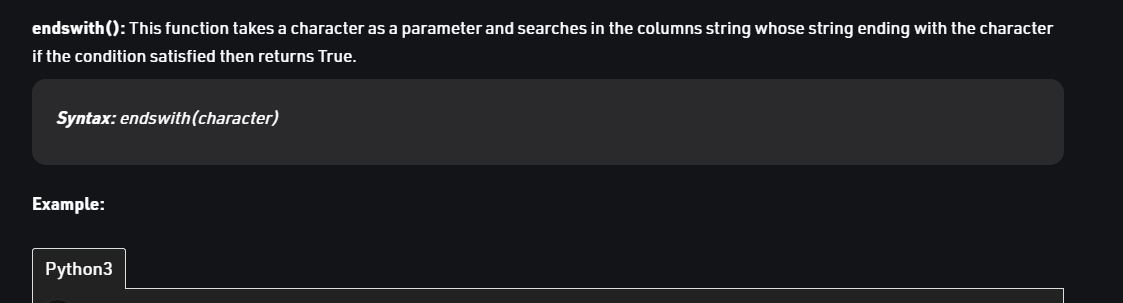 endswith(): This function takes a character as a parameter and searches in the columns string whose string ending with the character
if the condition satisfied then returns True.
Syntax: endswith(character)
Example:
Python3